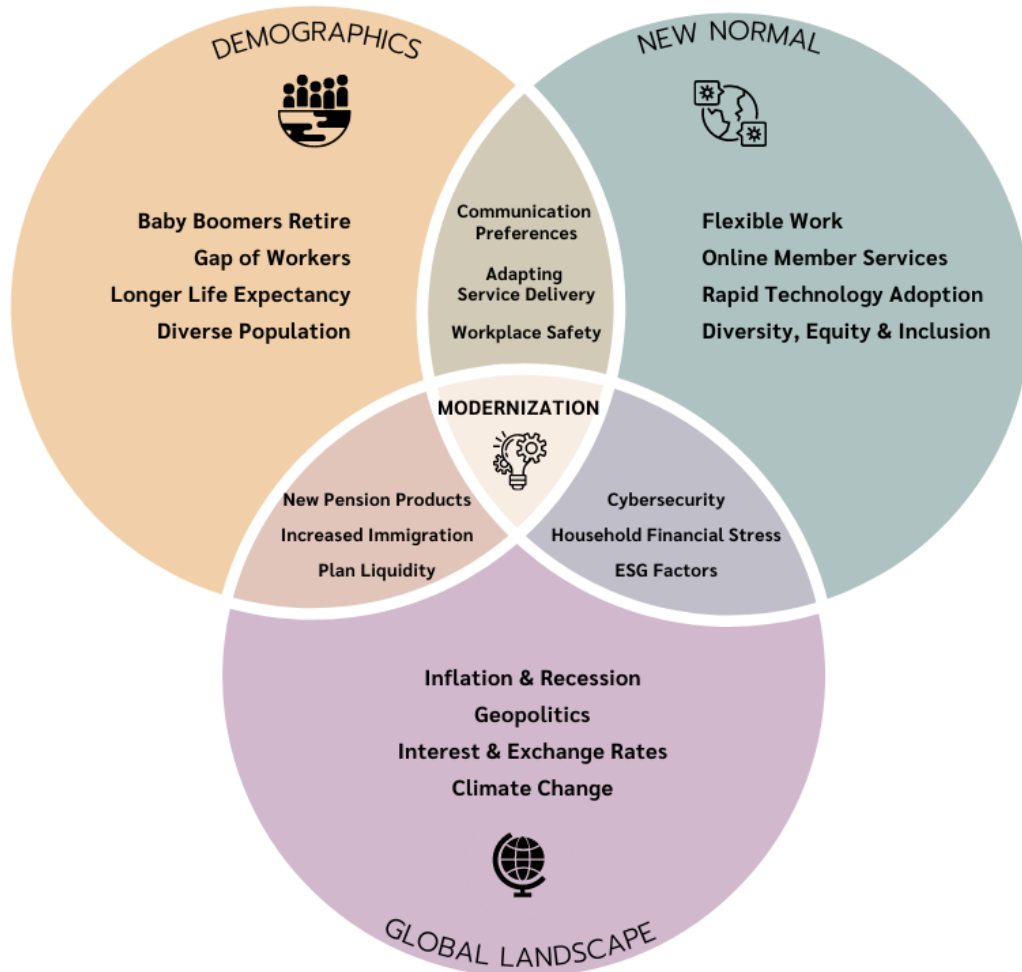 DEMOGRAPHICS
NEW NORMAL
Baby Boomers Retire
Gap of Workers
Longer Life Expectancy
Diverse Population
Communication
Preferences
Adapting
Service Delivery
Workplace Safety
Flexible Work
Online Member Services
Rapid Technology Adoption
Diversity, Equity & Inclusion
MODERNIZATION
New Pension Products
Increased Immigration
Plan Liquidity
Cybersecurity
Household Financial Stress
ESG Factors
Inflation & Recession
Geopolitics
Interest & Exchange Rates
Climate Change
GLOBAL LANDSCAPE